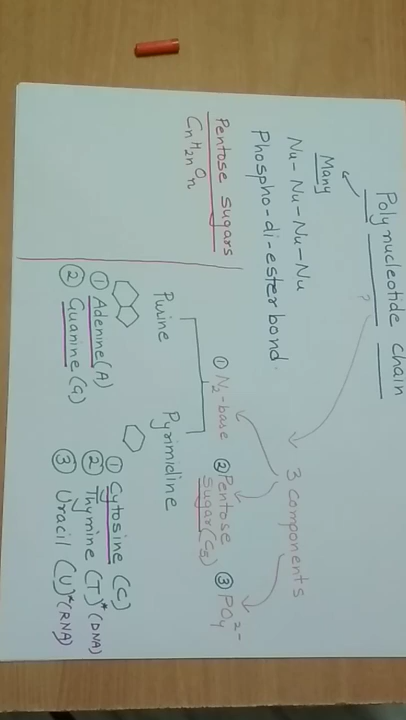 Polynucleotide chain
?
Many
Nu-Nu-Nu-Nu
Phospho-di-ester bond.
3 components
① N2-base ② Pentose Sugar (C5) ③ PO4 2-
Purine
① Adenine (A)
② Guanine (G)
Pyrimidine
① Cytosine (C)
② Thymine (T)* (DNA)
③ Uracil (U)* (RNA)
Pentose sugars
CnH2nOn